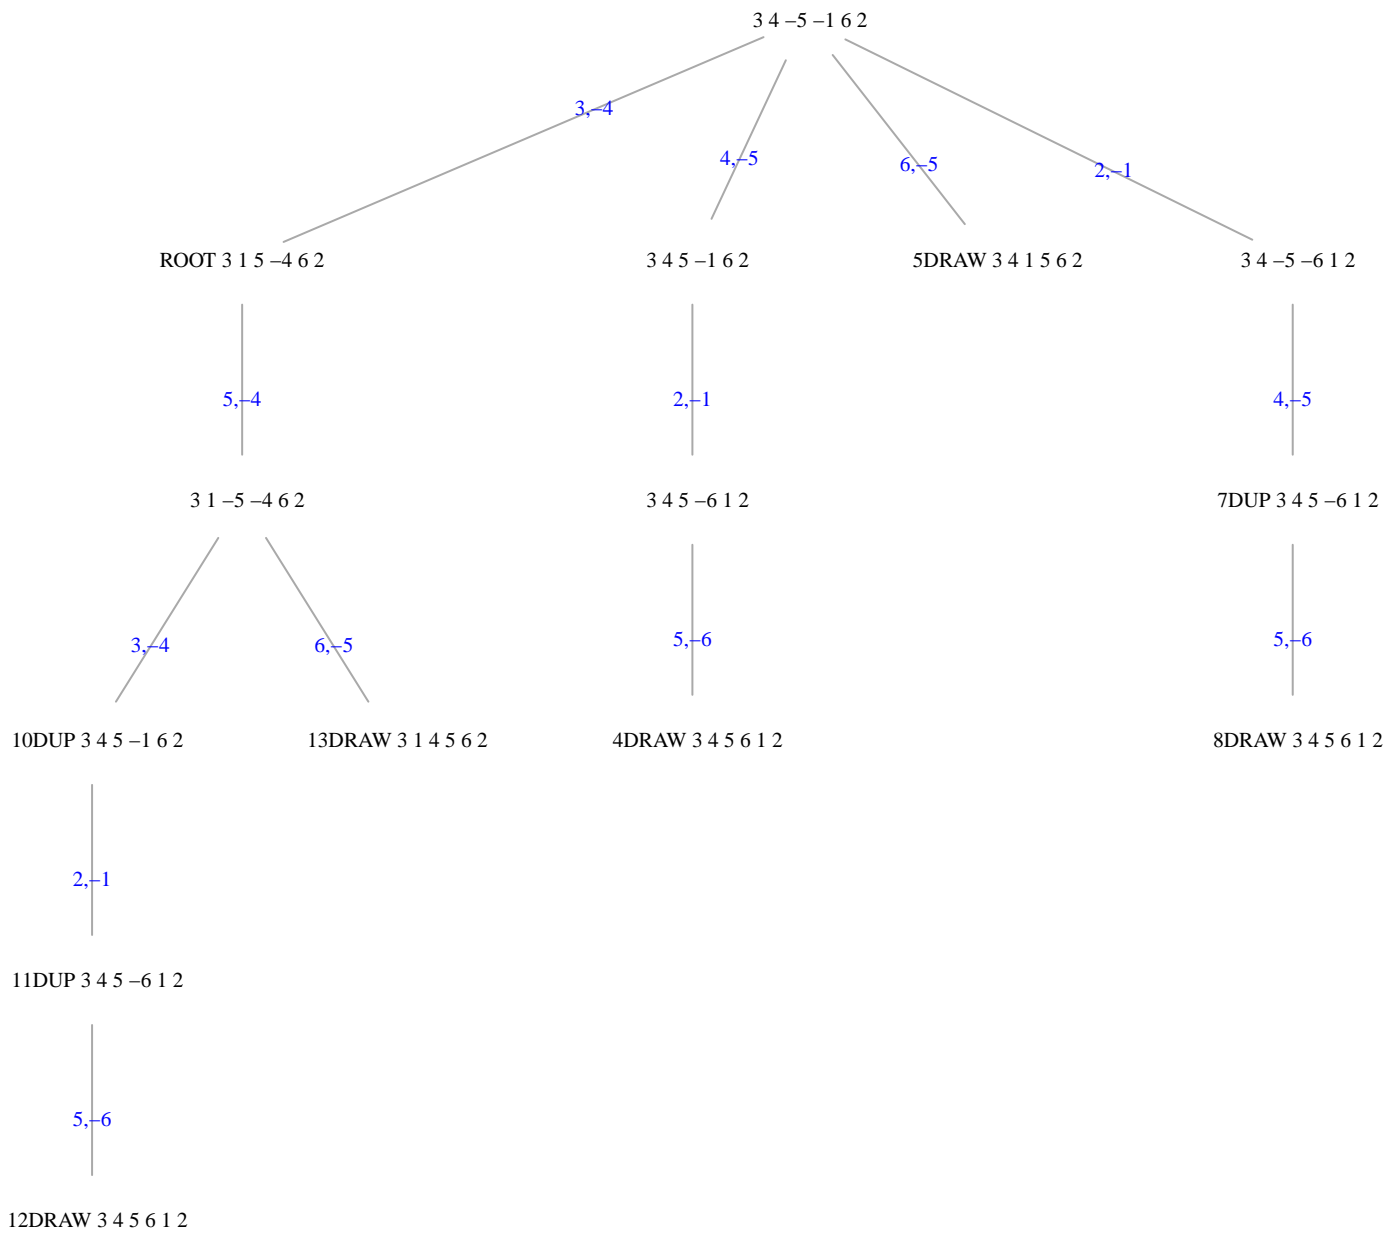 3 4 –5 –1 6 2
3,–4
4,–5
6,–5
2,–1
ROOT 3 1 5 –4 6 2
3 4 5 –1 6 2
5DRAW 3 4 1 5 6 2
3 4 –5 –6 1 2
5,–4
2,–1
4,–5
3 1 –5 –4 6 2
3 4 5 –6 1 2
7DUP 3 4 5 –6 1 2
3,–4
6,–5
5,–6
5,–6
10DUP 3 4 5 –1 6 2
13DRAW 3 1 4 5 6 2
4DRAW 3 4 5 6 1 2
8DRAW 3 4 5 6 1 2
2,–1
11DUP 3 4 5 –6 1 2
5,–6
12DRAW 3 4 5 6 1 2